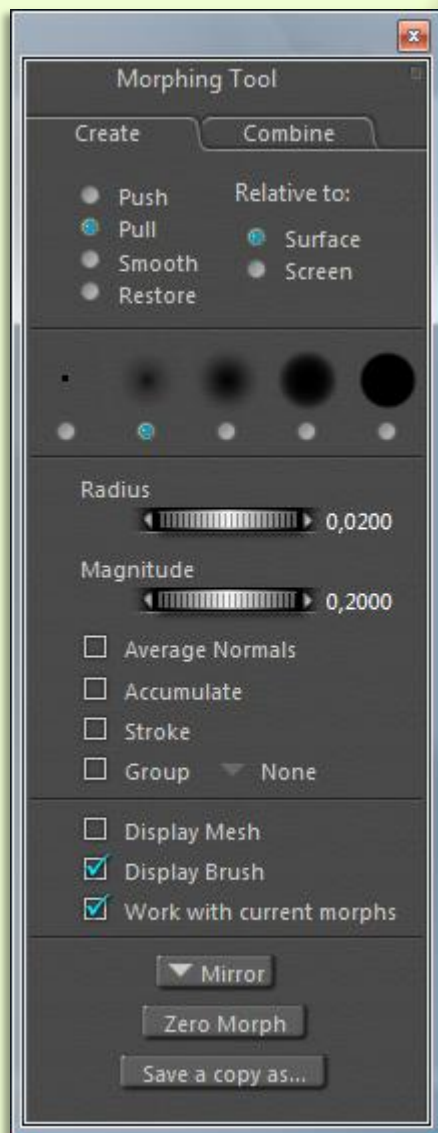 Morphing Tool
Create Combine
Push Relative to:
Pull Surface
Smooth Screen
Restore
Radius
0,0200
Magnitude
0,2000
Average Normals
Accumulate
Stroke
Group None
Display Mesh
Display Brush
Work with current morphs
Mirror
Zero Morph
Save a copy as...